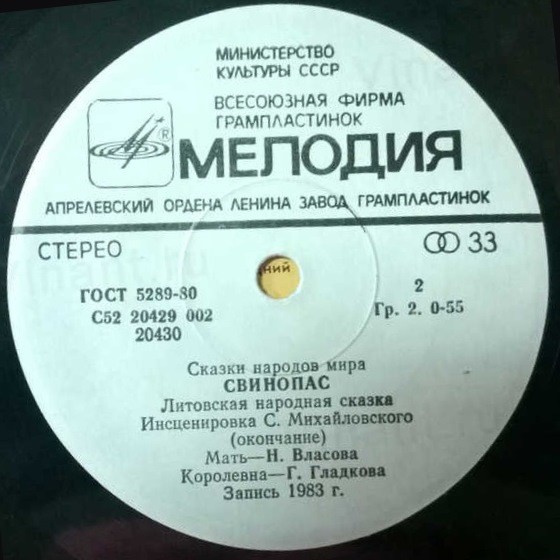 МИНИСТЕРСТВО
КУЛЬТУРЫ СССР
ВСЕСОЮЗНАЯ ФИРМА
ГРАМПЛАСТИНОК
®
МЕЛОДИЯ
АПРЕЛЕВСКИЙ ОРДЕНА ЛЕНИНА ЗАВОД ГРАМПЛАСТИНОК
СТЕРЕО
33
ний
ГОСТ 5289-80
2
С52 20429 002
Гр. 2. 0-55
20430
Сказки народов мира
СВИНОПАС
Литовская народная сказка
Инсценировка С. Михайловского
(окончание)
Мать—Н. Власова
Королевна—Г. Гладкова
Запись 1983 г.